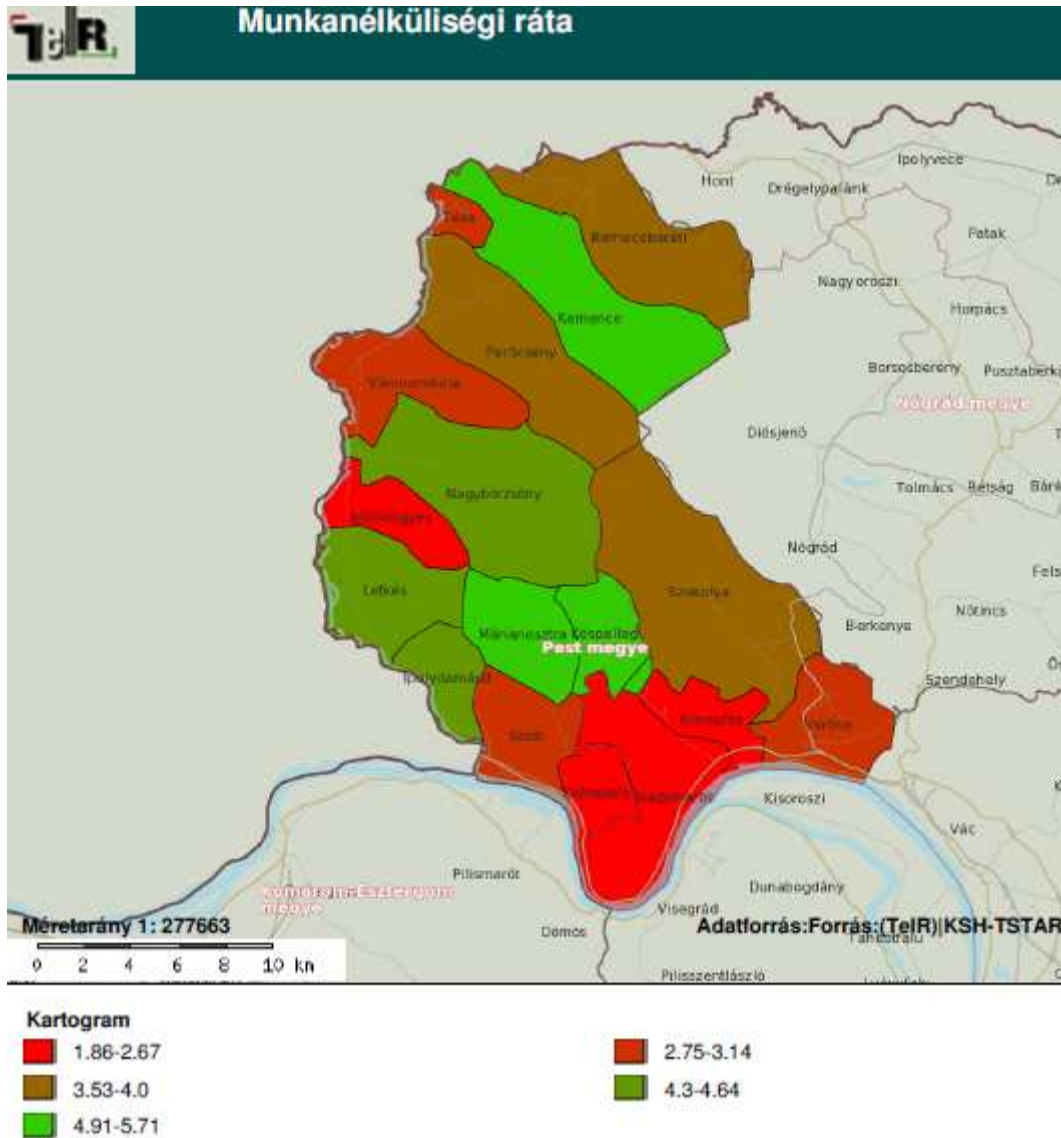 TeIR
Munkanélküliségi ráta
Ipolyvece
Hont
Drégelypalánk
Patak
Bernecebaráti
Nagyoroszi
Horpács
Kemence
Perőcsény
Borsosberény
Nógrád megye
Diósjenő
Tolmács
Rétság
Nagybörzsöny
Nógrád
Letkés
Szokolya
Nőtincs
Berkenye
Márianosztra
Kóspallag
Pest megye
Szendehely
Ipolydamásd
Szob
Verőce
Kisoroszi
Vác
Pilismarót
Dunabogdány
Komárom-Esztergom
megye
Visegrád
Méretarány 1: 277663
Dömös
Adatforrás:Forrás:(TeIR)|KSH-TSTAR
0 2 4 6 8 10 km
Pilisszentlászló
Kartogram
1.86-2.67
2.75-3.14
3.53-4.0
4.3-4.64
4.91-5.71